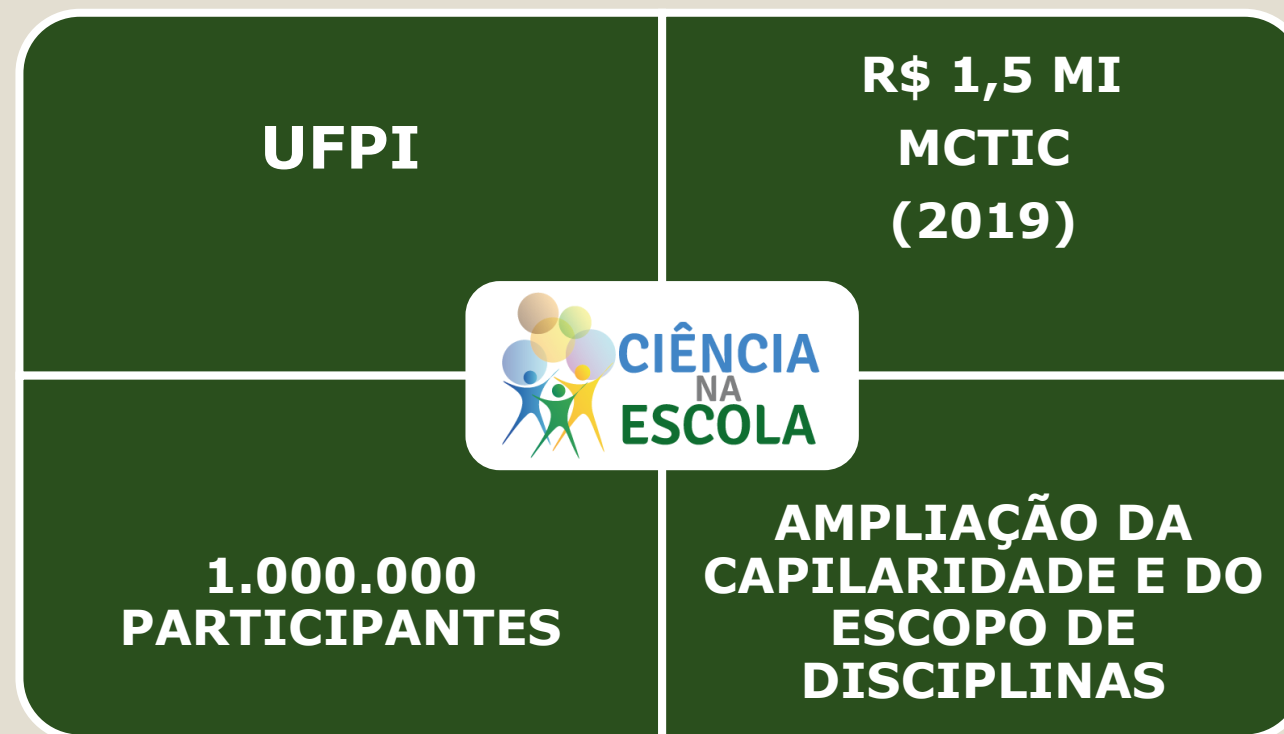 UFPI
R$ 1,5 MI
MCTIC
(2019)
CIÊNCIA
NA
ESCOLA
1.000.000
PARTICIPANTES
AMPLIAÇÃO DA
CAPILARIDADE E DO
ESCOPO DE
DISCIPLINAS